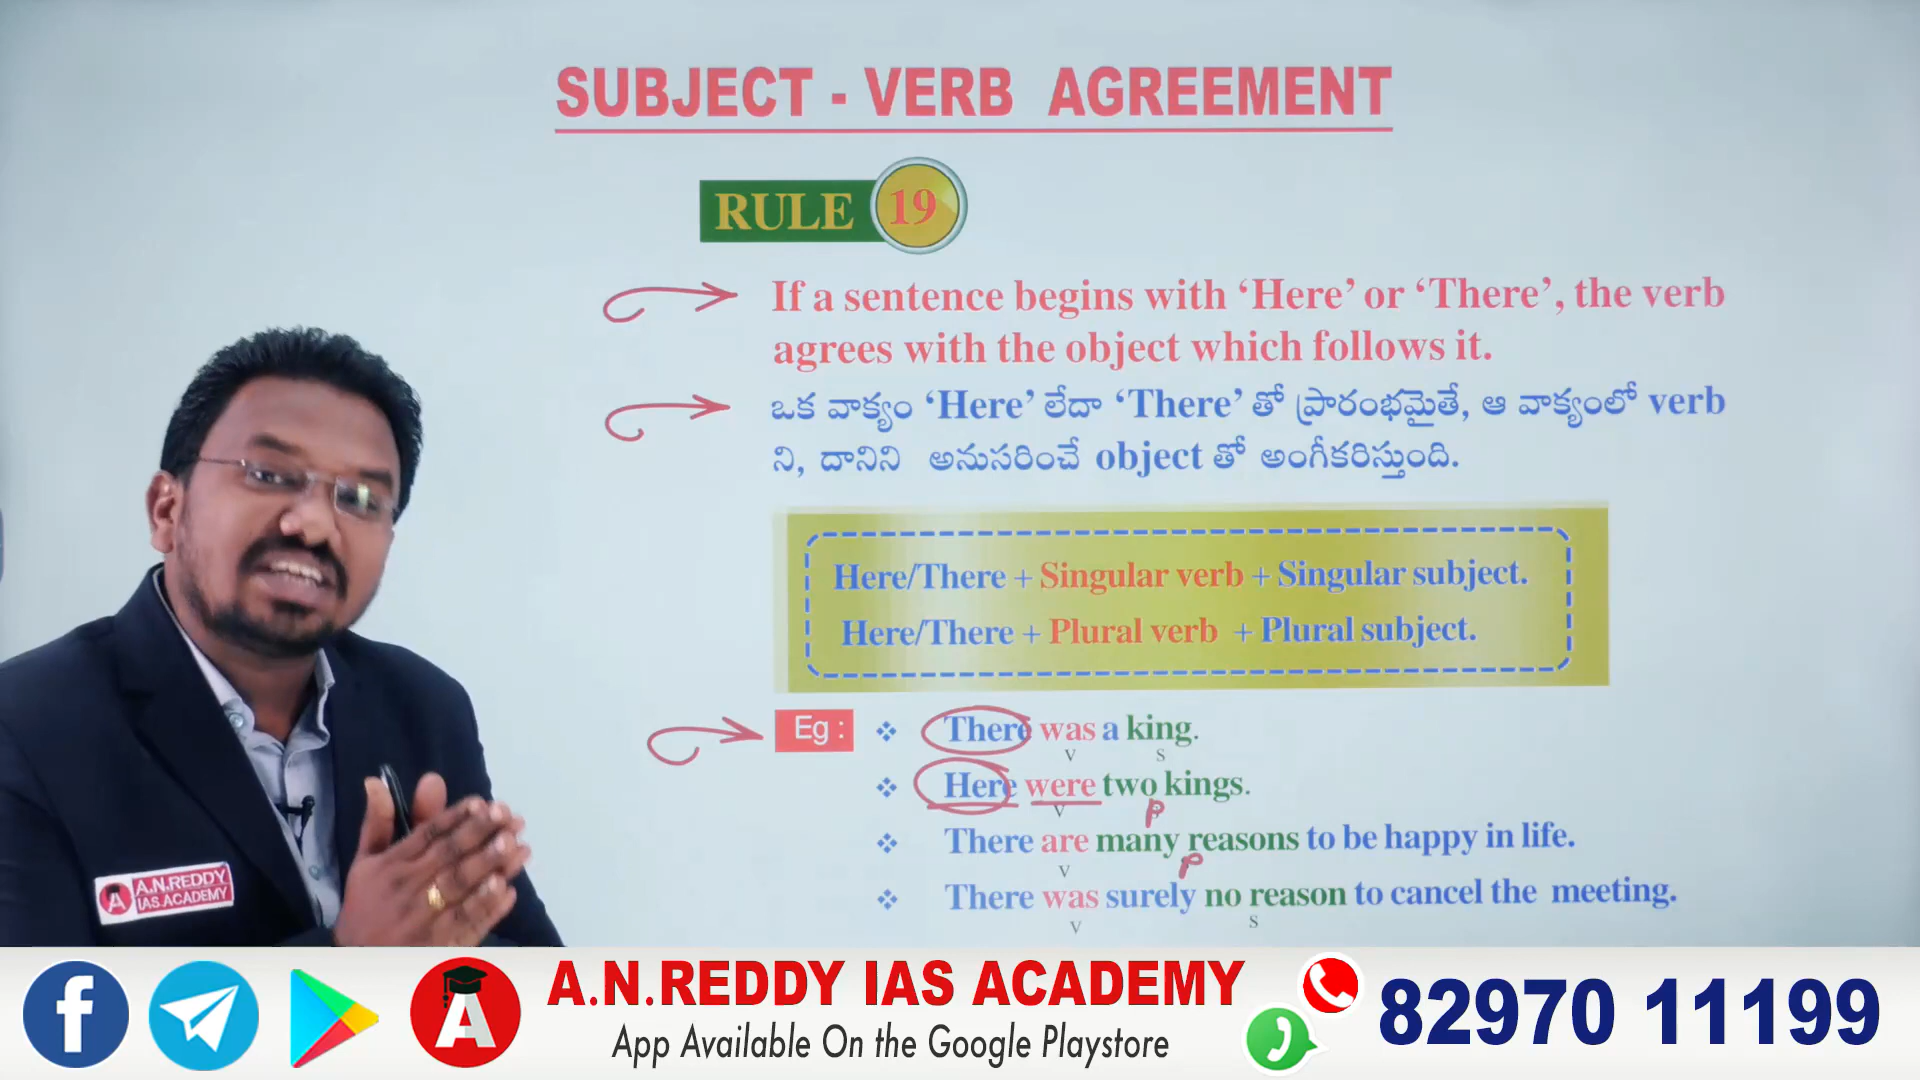 SUBJECT - VERB AGREEMENT
RULE 19
If a sentence begins with ‘Here’ or ‘There’, the verb
agrees with the object which follows it.
ఒక వాక్యం ‘Here’ లేదా ‘There’ తో ప్రారంభమైతే, ఆ వాక్యంలో verb
ని, దానిని అనుసరించే object తో అంగీకరిస్తుంది.
Here/There + Singular verb + Singular subject.
Here/There + Plural verb + Plural subject.
Eg : ❖ There was a king.
V S
❖ Here were two kings.
V P
❖ There are many reasons to be happy in life.
V P
❖ There was surely no reason to cancel the meeting.
V S
A.N.REDDY
IAS.ACADEMY
A.N.REDDY IAS ACADEMY
App Available On the Google Playstore
82970 11199